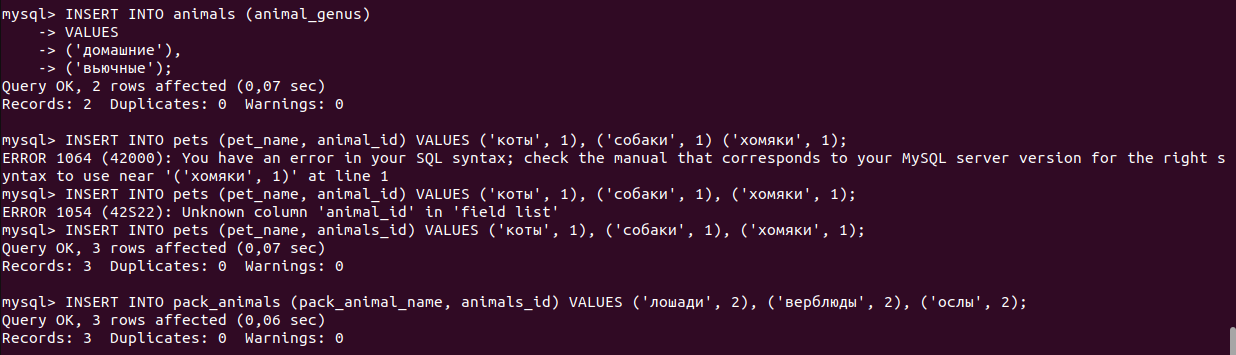 mysql> INSERT INTO animals (animal_genus)
    -> VALUES
    -> ('домашние'),
    -> ('вьючные');
Query OK, 2 rows affected (0,07 sec)
Records: 2  Duplicates: 0  Warnings: 0

mysql> INSERT INTO pets (pet_name, animal_id) VALUES ('коты', 1), ('собаки', 1) ('хомяки', 1);
ERROR 1064 (42000): You have an error in your SQL syntax; check the manual that corresponds to your MySQL server version for the right s
yntax to use near '('хомяки', 1)' at line 1
mysql> INSERT INTO pets (pet_name, animal_id) VALUES ('коты', 1), ('собаки', 1), ('хомяки', 1);
ERROR 1054 (42S22): Unknown column 'animal_id' in 'field list'
mysql> INSERT INTO pets (pet_name, animals_id) VALUES ('коты', 1), ('собаки', 1), ('хомяки', 1);
Query OK, 3 rows affected (0,07 sec)
Records: 3  Duplicates: 0  Warnings: 0

mysql> INSERT INTO pack_animals (pack_animal_name, animals_id) VALUES ('лошади', 2), ('верблюды', 2), ('ослы', 2);
Query OK, 3 rows affected (0,06 sec)
Records: 3  Duplicates: 0  Warnings: 0